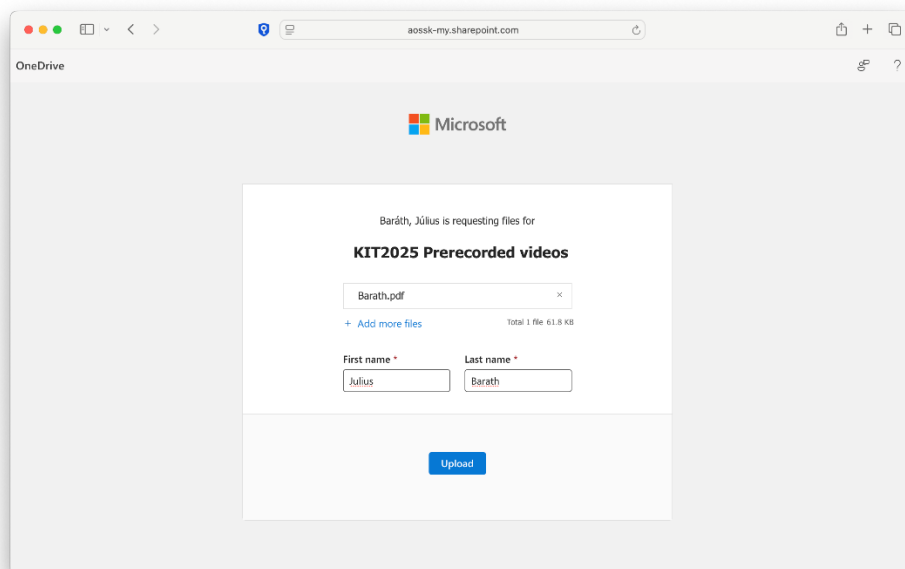 aossk-my.sharepoint.com
OneDrive
Microsoft
Baráth, Július is requesting files for
KIT2025 Prerecorded videos
Barath.pdf ×
+ Add more files Total 1 file 61.8 KB
First name * Last name *
Julius Barath
Upload